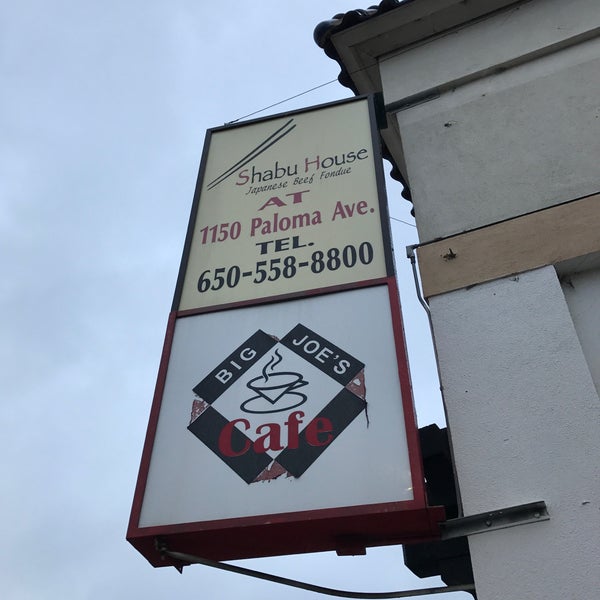 Shabu House
Japanese Beef Fondue
AT
1150 Paloma Ave.
TEL.
650-558-8800
BIG JOE'S
Cafe